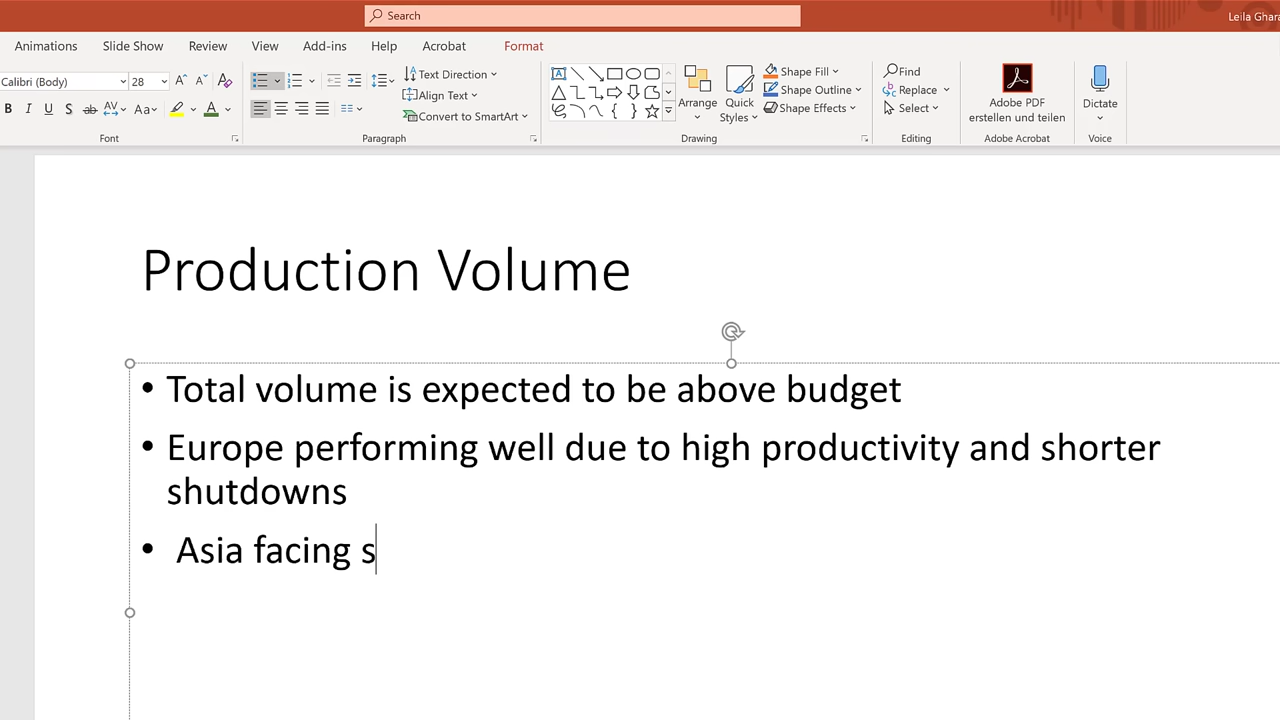 Search
Leila Ghara
Animations Slide Show Review View Add-ins Help Acrobat Format
Calibri (Body) 28 A A A Text Direction Shape Fill Find Adobe PDF erstellen und teilen Dictate
B I U S ab AV Aa A Align Text Arrange Quick Styles Shape Outline Replace
Convert to SmartArt Shape Effects Select
Font Paragraph Drawing Editing Adobe Acrobat Voice
Production Volume
• Total volume is expected to be above budget
• Europe performing well due to high productivity and shorter
shutdowns
• Asia facing s